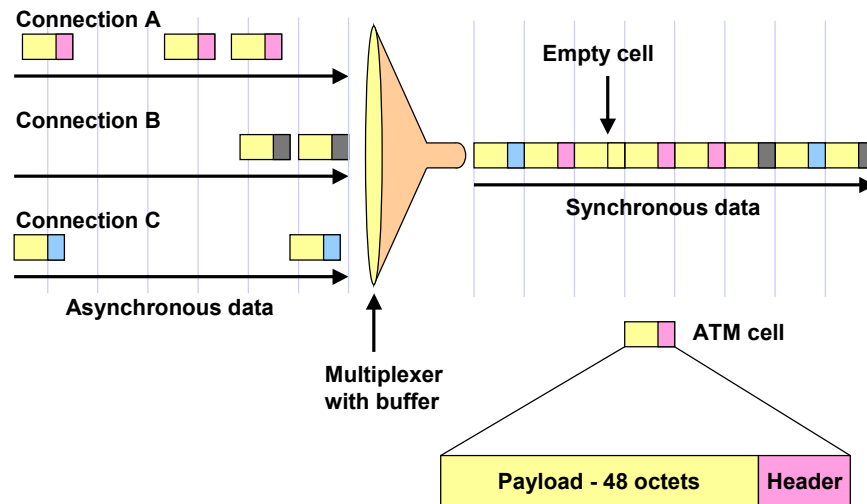 Connection A
Empty cell
Connection B
Synchronous data
Connection C
Asynchronous data
ATM cell
Multiplexer
with buffer
Payload - 48 octets
Header